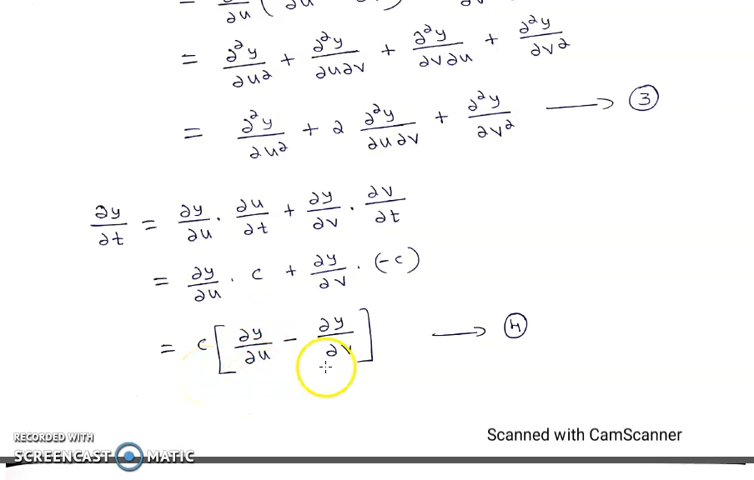 = ∂/∂u ( ∂u
= ∂²y/∂u² + ∂²y/∂u∂v + ∂²y/∂v∂u + ∂²y/∂v²
= ∂²y/∂u² + 2 ∂²y/∂u∂v + ∂²y/∂v² → ③
∂y/∂t = ∂y/∂u · ∂u/∂t + ∂y/∂v · ∂v/∂t
= ∂y/∂u · c + ∂y/∂v · (-c)
= c [ ∂y/∂u - ∂y/∂v ] → ④
Scanned with CamScanner
RECORDED WITH
SCREENCAST MATIC